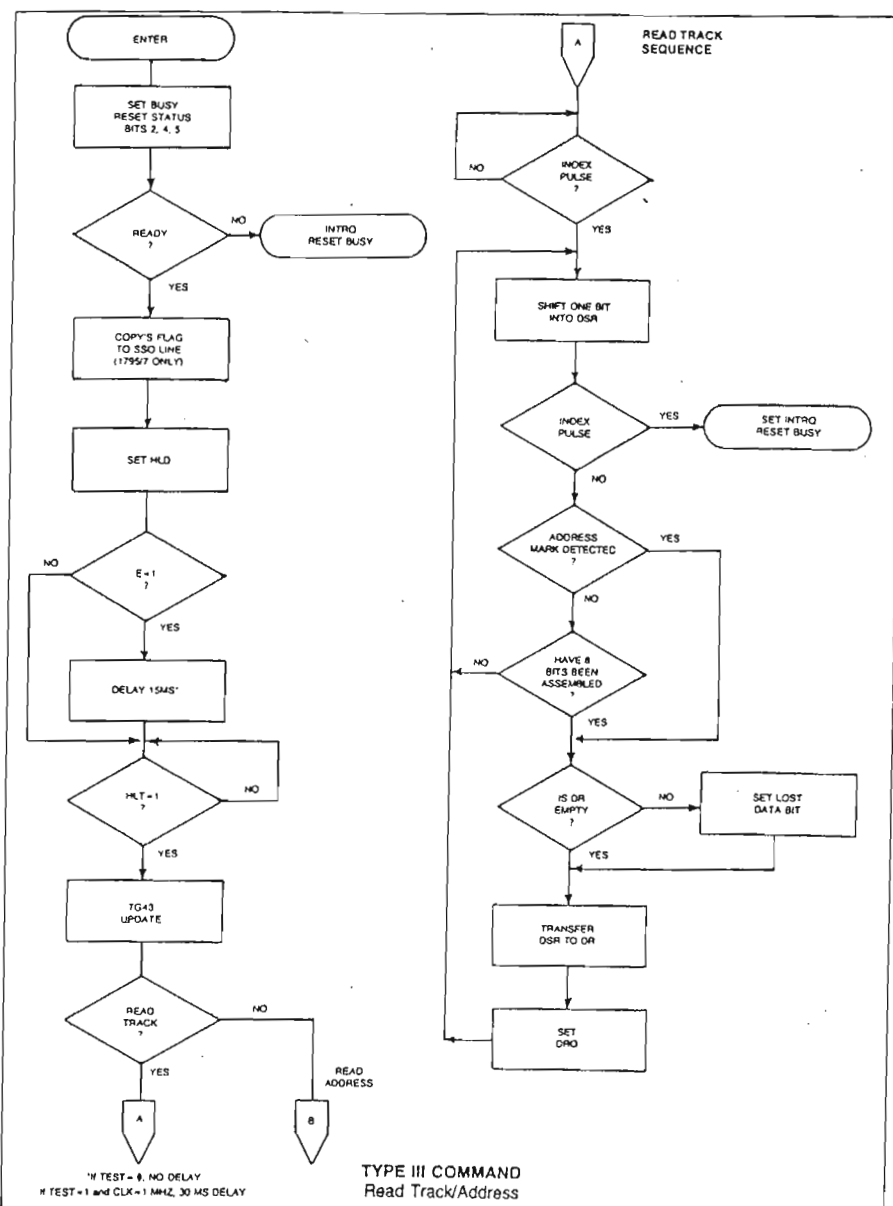 ENTER
SET BUSY
RESET STATUS
BITS 2, 4, 5
READY
?
NO
INTRQ
RESET BUSY
YES
COPY'S FLAG
TO SSO LINE
(1795/7 ONLY)
SET HLD
E=1
?
NO
YES
DELAY 15MS*
HLT=1
?
NO
YES
TG43
UPDATE
READ
TRACK
?
NO
YES
READ
ADDRESS
A
B
*If TEST = 0, NO DELAY
If TEST = 1 and CLK = 1 MHZ, 30 MS DELAY
A
READ TRACK
SEQUENCE
INDEX
PULSE
?
NO
YES
SHIFT ONE BIT
INTO DSR
INDEX
PULSE
YES
SET INTRQ
RESET BUSY
NO
ADDRESS
MARK DETECTED
?
YES
NO
HAVE 8
BITS BEEN
ASSEMBLED
?
NO
YES
IS DR
EMPTY
?
NO
SET LOST
DATA BIT
YES
TRANSFER
DSR TO DR
SET
DRQ
TYPE III COMMAND
Read Track/Address